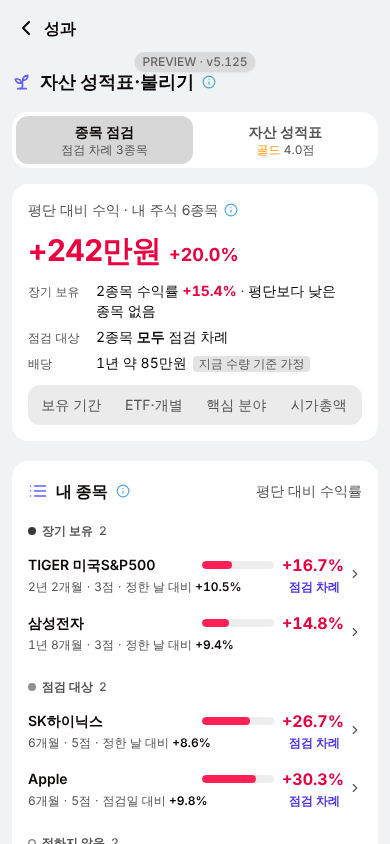 성과
PREVIEW · v5.125
자산 성적표·불리기
종목 점검
점검 차례 3종목
자산 성적표
골드 4.0점
평단 대비 수익 · 내 주식 6종목
+242만원 +20.0%
장기 보유 2종목 수익률 +15.4% · 평단보다 낮은
종목 없음
점검 대상 2종목 모두 점검 차례
배당 1년 약 85만원 지금 수량 기준 가정
보유 기간 ETF·개별 핵심 분야 시가총액
내 종목 평단 대비 수익률
장기 보유 2
TIGER 미국S&P500 +16.7%
2년 2개월 · 3점 · 정한 날 대비 +10.5% 점검 차례
삼성전자 +14.8%
1년 8개월 · 3점 · 정한 날 대비 +9.4%
점검 대상 2
SK하이닉스 +26.7%
6개월 · 5점 · 정한 날 대비 +8.6% 점검 차례
Apple +30.3%
6개월 · 5점 · 점검일 대비 +9.8% 점검 차례
정하지 않음 2